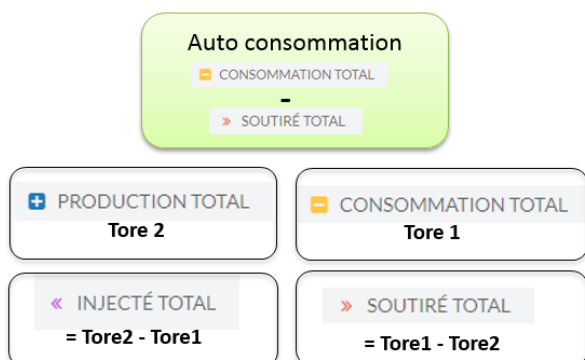 Auto consommation
CONSOMMATION TOTAL
-
» SOUTIRÉ TOTAL
PRODUCTION TOTAL
Tore 2
CONSOMMATION TOTAL
Tore 1
« INJECTÉ TOTAL
= Tore2 - Tore1
» SOUTIRÉ TOTAL
= Tore1 - Tore2